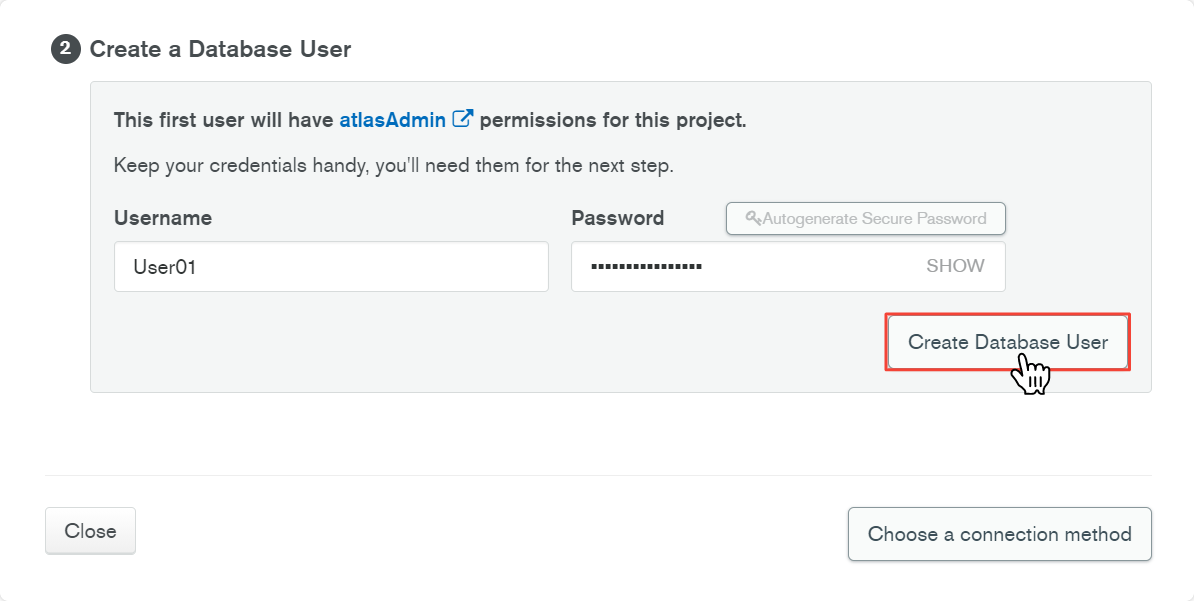 2 Create a Database User
This first user will have atlasAdmin permissions for this project.
Keep your credentials handy, you'll need them for the next step.
Username
Password
Autogenerate Secure Password
User01
•••••••••••••••• SHOW
Create Database User
Close
Choose a connection method